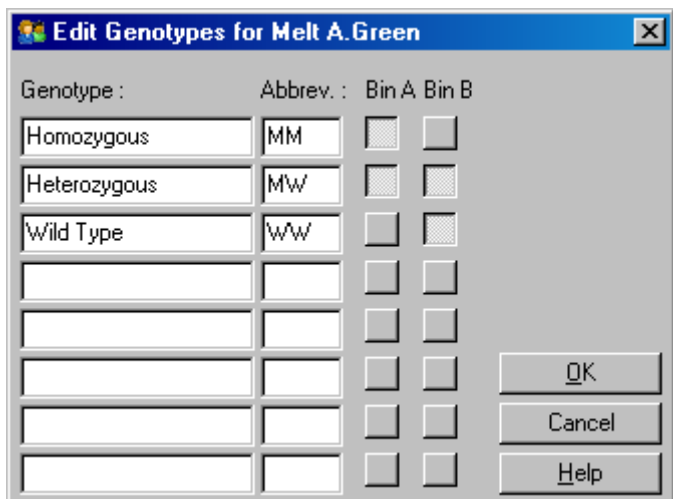 Edit Genotypes for Melt A.Green
Genotype : Abbrev. : Bin A Bin B
Homozygous MM
Heterozygous MW
Wild Type WW
OK
Cancel
Help